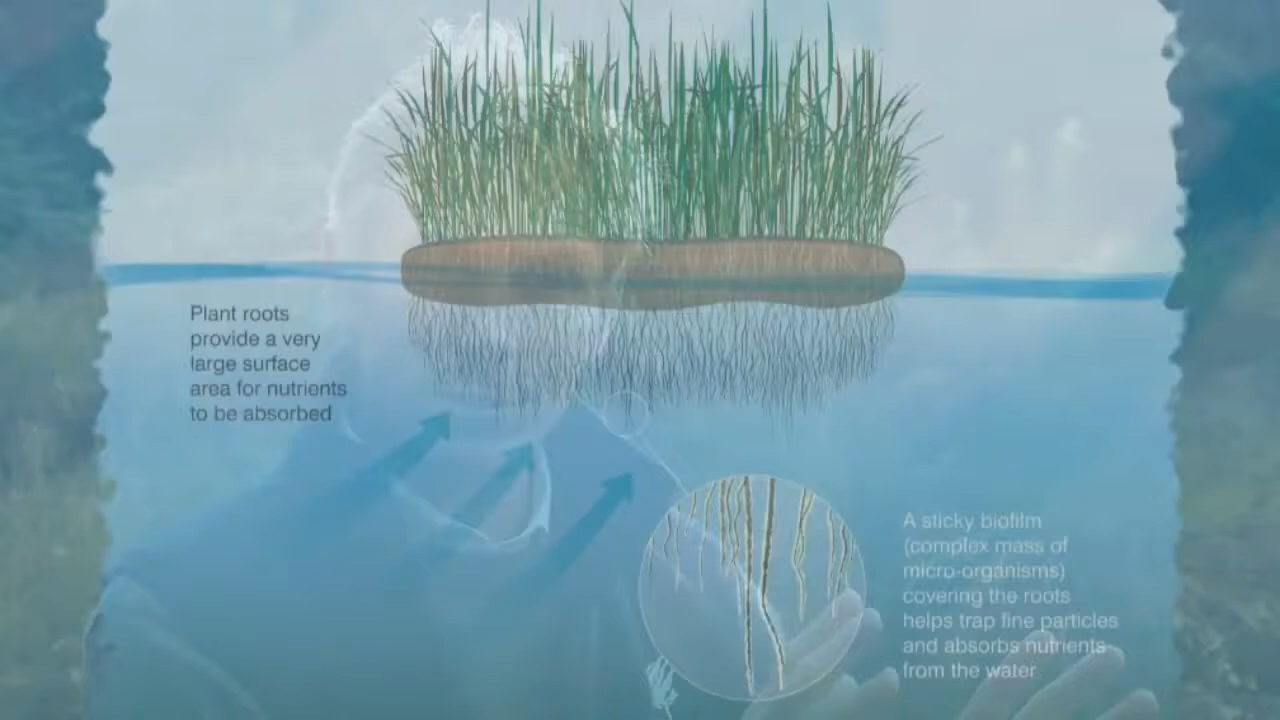 Plant roots
provide a very
large surface
area for nutrients
to be absorbed
A sticky biofilm
(complex mass of
micro-organisms)
covering the roots
helps trap fine particles
and absorbs nutrients
from the water